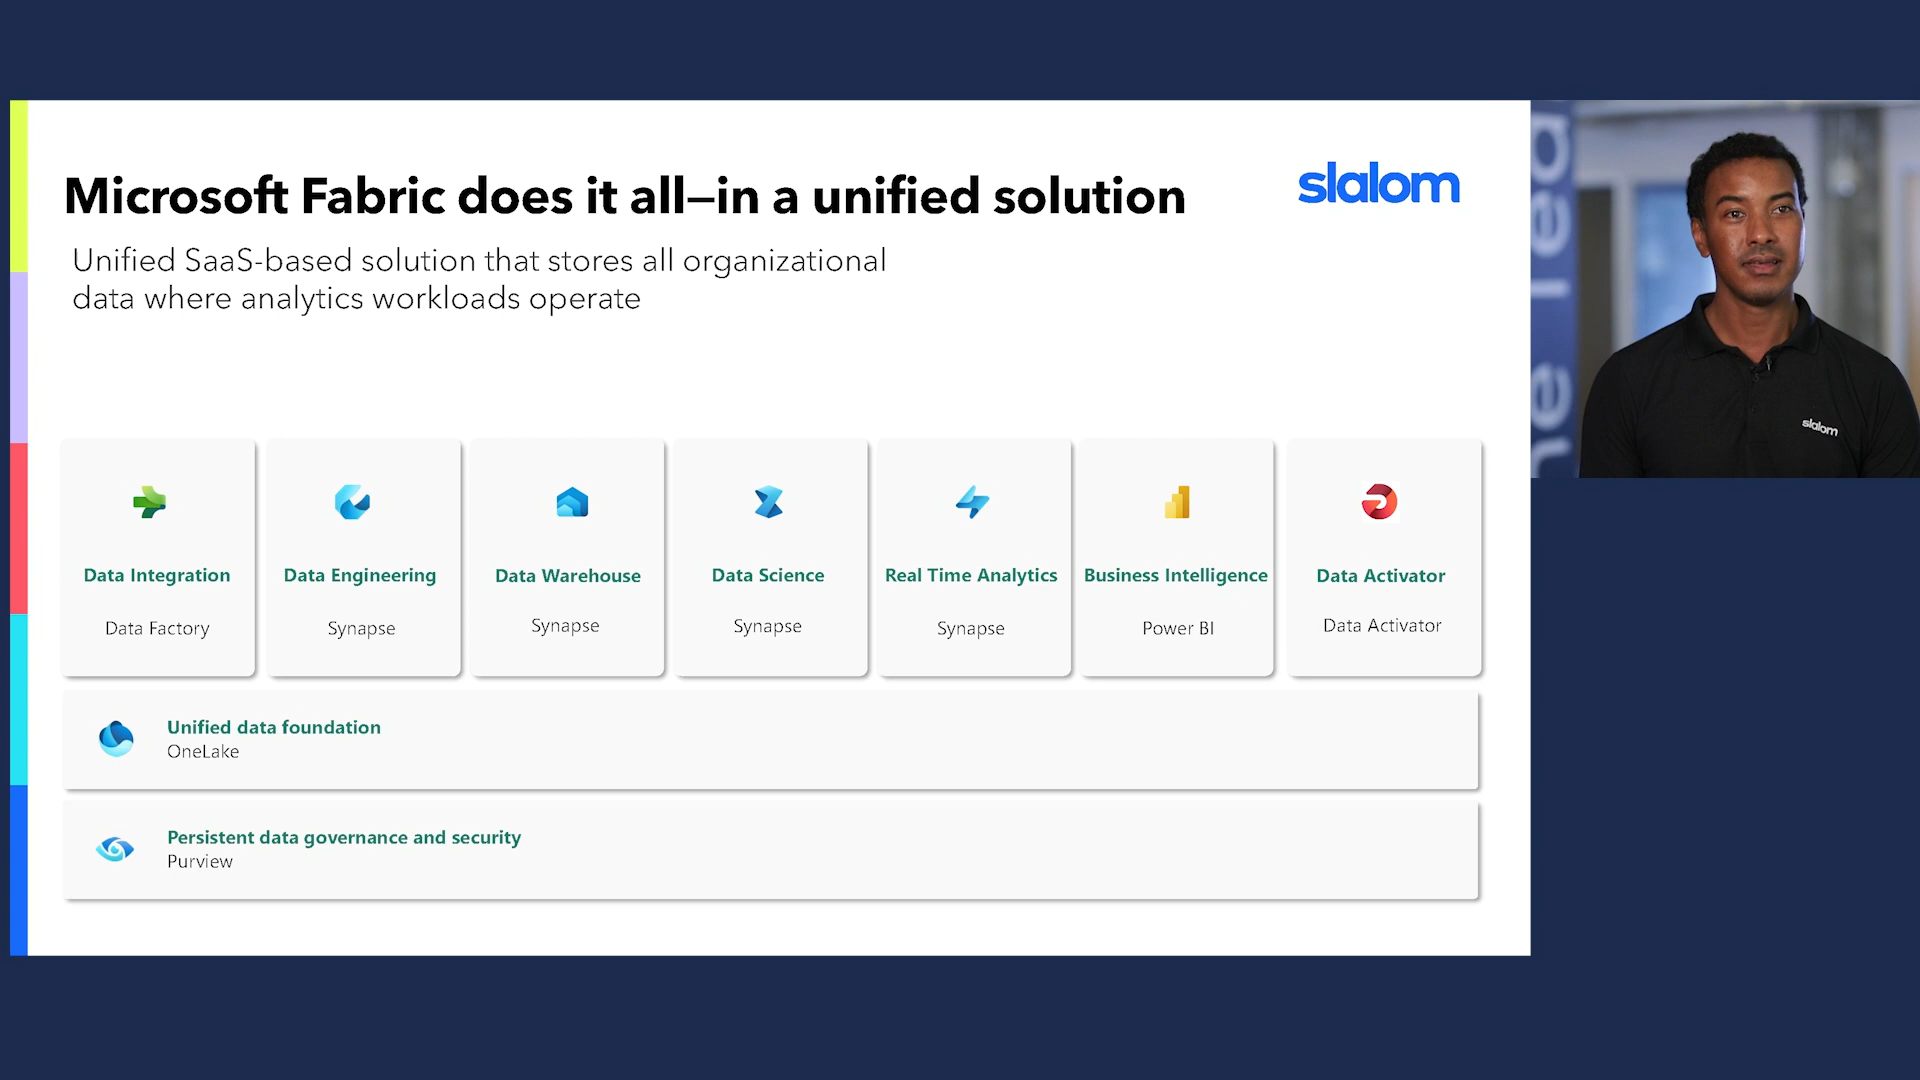 Microsoft Fabric does it all–in a unified solution
slalom
Unified SaaS-based solution that stores all organizational
data where analytics workloads operate
Data Integration
Data Factory
Data Engineering
Synapse
Data Warehouse
Synapse
Data Science
Synapse
Real Time Analytics
Synapse
Business Intelligence
Power BI
Data Activator
Data Activator
Unified data foundation
OneLake
Persistent data governance and security
Purview
slalom